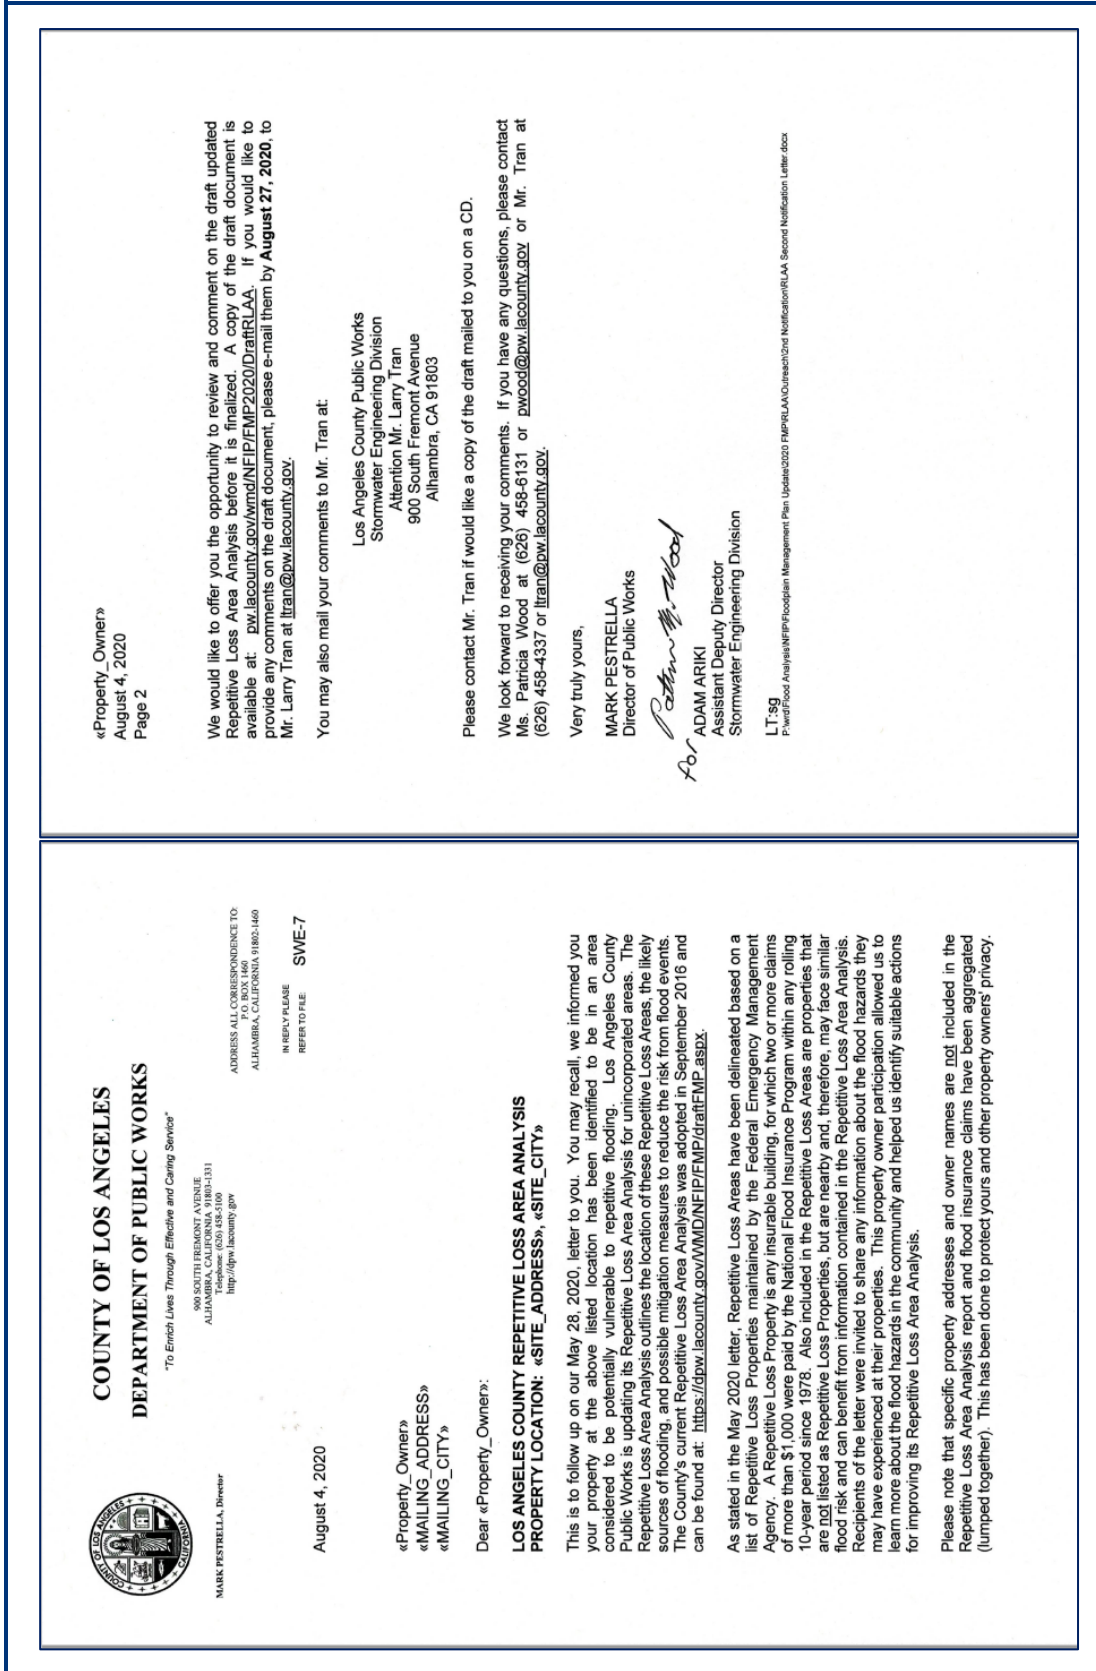 COUNTY OF LOS ANGELES
DEPARTMENT OF PUBLIC WORKS
"To Enrich Lives Through Effective and Caring Service"
900 SOUTH FREMONT AVENUE
ALHAMBRA, CALIFORNIA 91803-1331
Telephone: (626) 458-5100
http://dpw.lacounty.gov
COUNTY OF LOS ANGELES
CALIFORNIA
MARK PESTRELLA, Director
ADDRESS ALL CORRESPONDENCE TO:
P.O. BOX 1460
ALHAMBRA, CALIFORNIA 91802-1460
IN REPLY PLEASE
REFER TO FILE: SWE-7
August 4, 2020
«Property_Owner»
«MAILING_ADDRESS»
«MAILING_CITY»
Dear «Property_Owner»:
LOS ANGELES COUNTY REPETITIVE LOSS AREA ANALYSIS
PROPERTY LOCATION: «SITE_ADDRESS», «SITE_CITY»
This is to follow up on our May 28, 2020, letter to you. You may recall, we informed you
your property at the above listed location has been identified to be in an area
considered to be potentially vulnerable to repetitive flooding. Los Angeles County
Public Works is updating its Repetitive Loss Area Analysis for unincorporated areas. The
Repetitive Loss Area Analysis outlines the location of these Repetitive Loss Areas, the likely
sources of flooding, and possible mitigation measures to reduce the risk from flood events.
The County's current Repetitive Loss Area Analysis was adopted in September 2016 and
can be found at: https://dpw.lacounty.gov/WMD/NFIP/FMP/draftFMP.aspx.
As stated in the May 2020 letter, Repetitive Loss Areas have been delineated based on a
list of Repetitive Loss Properties maintained by the Federal Emergency Management
Agency. A Repetitive Loss Property is any insurable building, for which two or more claims
of more than $1,000 were paid by the National Flood Insurance Program within any rolling
10-year period since 1978. Also included in the Repetitive Loss Areas are properties that
are not listed as Repetitive Loss Properties, but are nearby and, therefore, may face similar
flood risk and can benefit from information contained in the Repetitive Loss Area Analysis.
Recipients of the letter were invited to share any information about the flood hazards they
may have experienced at their properties. This property owner participation allowed us to
learn more about the flood hazards in the community and helped us identify suitable actions
for improving its Repetitive Loss Area Analysis.
Please note that specific property addresses and owner names are not included in the
Repetitive Loss Area Analysis report and flood insurance claims have been aggregated
(lumped together). This has been done to protect yours and other property owners' privacy.
«Property_Owner»
August 4, 2020
Page 2
We would like to offer you the opportunity to review and comment on the draft updated
Repetitive Loss Area Analysis before it is finalized. A copy of the draft document is
available at: pw.lacounty.gov/wmd/NFIP/FMP2020/DraftRLAA. If you would like to
provide any comments on the draft document, please e-mail them by August 27, 2020, to
Mr. Larry Tran at ltran@pw.lacounty.gov.
You may also mail your comments to Mr. Tran at:
Los Angeles County Public Works
Stormwater Engineering Division
Attention Mr. Larry Tran
900 South Fremont Avenue
Alhambra, CA 91803
Please contact Mr. Tran if would like a copy of the draft mailed to you on a CD.
We look forward to receiving your comments. If you have any questions, please contact
Ms. Patricia Wood at (626) 458-6131 or pwood@pw.lacounty.gov or Mr. Tran at
(626) 458-4337 or ltran@pw.lacounty.gov.
Very truly yours,
MARK PESTRELLA
Director of Public Works
for
ADAM ARIKI
Assistant Deputy Director
Stormwater Engineering Division
LT:sg
P:\wrd\Flood Analysis\NFIP\Floodplain Management Plan Update\2020 FMP\RLAA\Outreach\2nd Notification\RLAA Second Notification Letter.docx